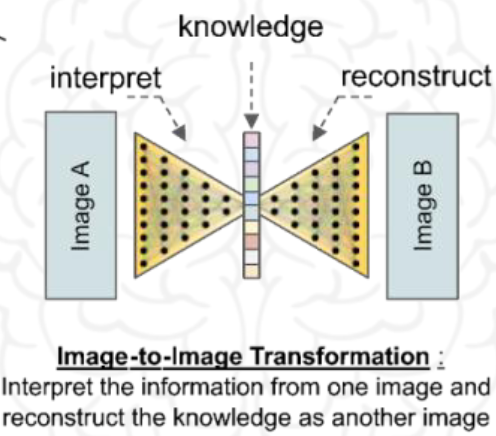 knowledge
interpret
reconstruct
Image A
Image B
Image-to-Image Transformation :
Interpret the information from one image and
reconstruct the knowledge as another image